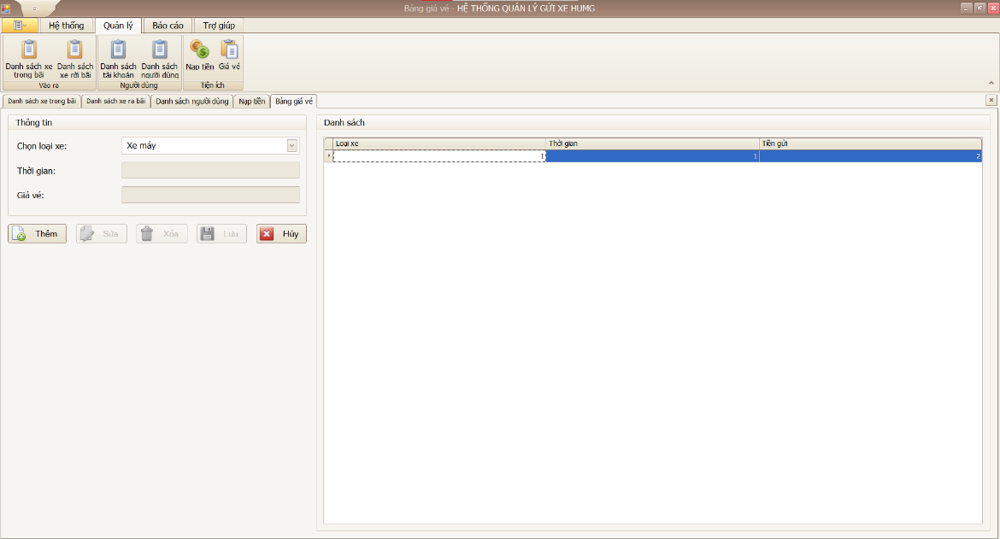 Bảng giá vé - HỆ THỐNG QUẢN LÝ GỬI XE HUMG
Hệ thống Quản lý Báo cáo Trợ giúp
Danh sách xe trong bãi
Danh sách xe rời bãi
Danh sách tài khoản
Danh sách người dùng
Nạp tiền
Giá vé
Vào ra
Người dùng
Tiện ích
Danh sách xe trong bãi
Danh sách xe ra bãi
Danh sách người dùng
Nạp tiền
Bảng giá vé
Thông tin
Chọn loại xe: Xe máy
Thời gian:
Giá vé:
Thêm Sửa Xóa Lưu Hủy
Danh sách
Loại xe Thời gian Tiền gửi
1 1 2